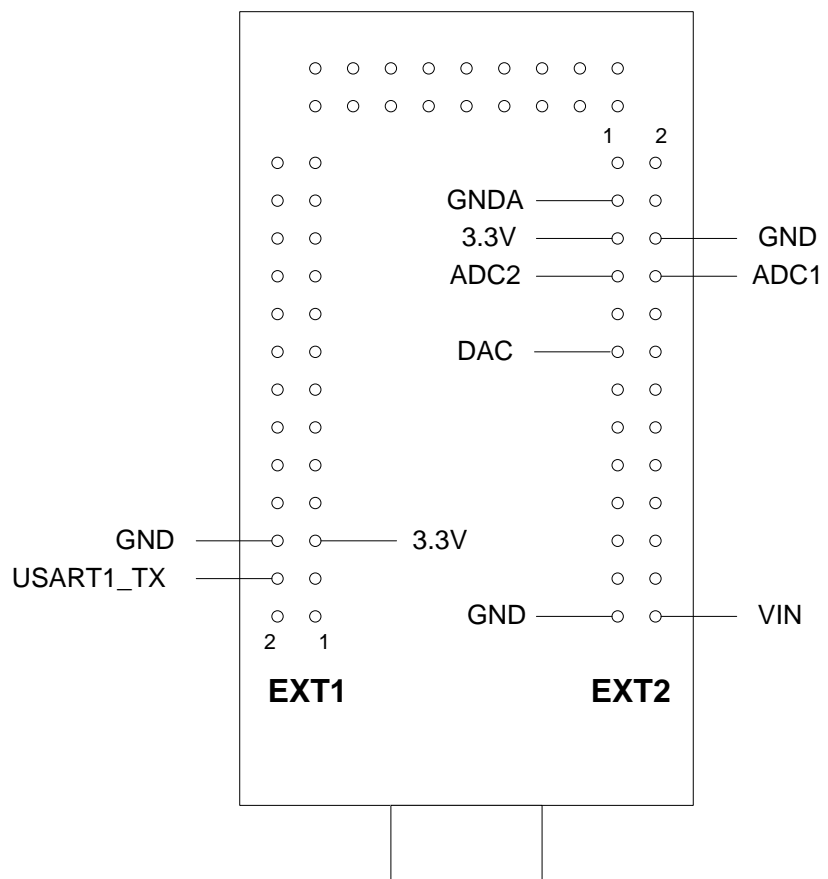 1 2
GNDA
3.3V GND
ADC2 ADC1
DAC
GND 3.3V
USART1_TX
GND VIN
2 1
EXT1 EXT2